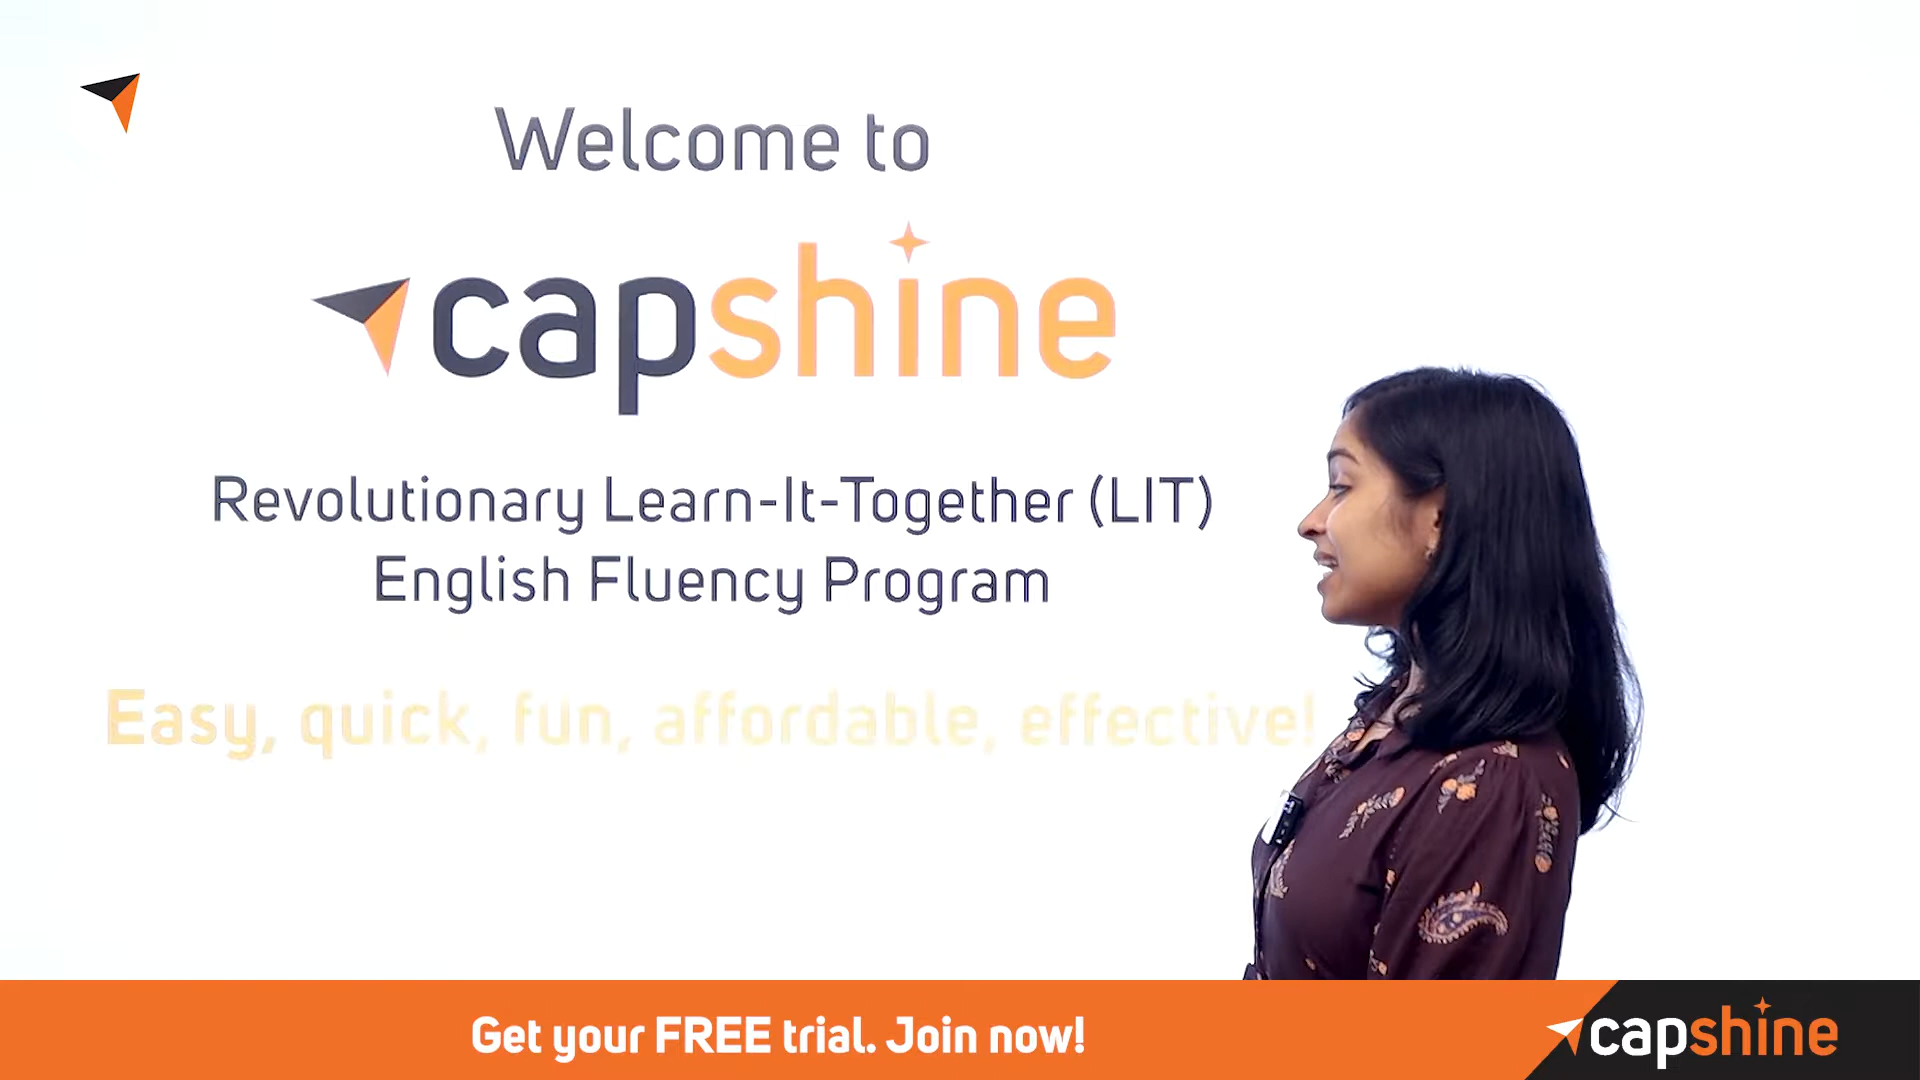 Welcome to
capshine
Revolutionary Learn-It-Together (LIT)
English Fluency Program
Easy, quick, fun, affordable, effective!
Get your FREE trial. Join now!
capshine